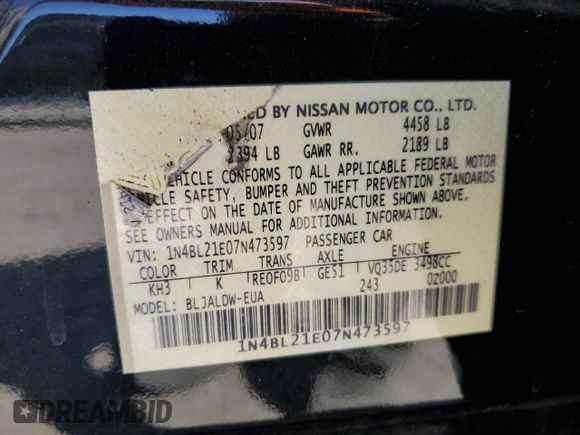 BY NISSAN MOTOR CO., LTD.
05/07 GVWR 4458 LB
2394 LB GAWR RR. 2189 LB
VEHICLE CONFORMS TO ALL APPLICABLE FEDERAL MOTOR
VEHICLE SAFETY, BUMPER AND THEFT PREVENTION STANDARDS
EFFECT ON THE DATE OF MANUFACTURE SHOWN ABOVE.
SEE OWNERS MANUAL FOR ADDITIONAL INFORMATION.
VIN: 1N4BL21E07N473597 PASSENGER CAR
COLOR TRIM TRANS AXLE ENGINE
KH3 K RE0F09B GE51 VQ35DE 3498CC
MODEL: BLJALDW-EUA 243 0Z000
1N4BL21E07N473597
DREAMBID